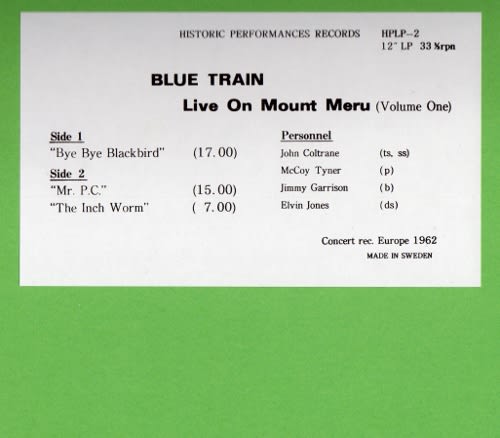 HISTORIC PERFORMANCES RECORDS HPLP-2
12" LP 33⅓rpn
BLUE TRAIN
Live On Mount Meru (Volume One)
Side 1
"Bye Bye Blackbird" (17.00)
Side 2
"Mr. P.C." (15.00)
"The Inch Worm" ( 7.00)
Personnel
John Coltrane (ts, ss)
McCoy Tyner (p)
Jimmy Garrison (b)
Elvin Jones (ds)
Concert rec. Europe 1962
MADE IN SWEDEN